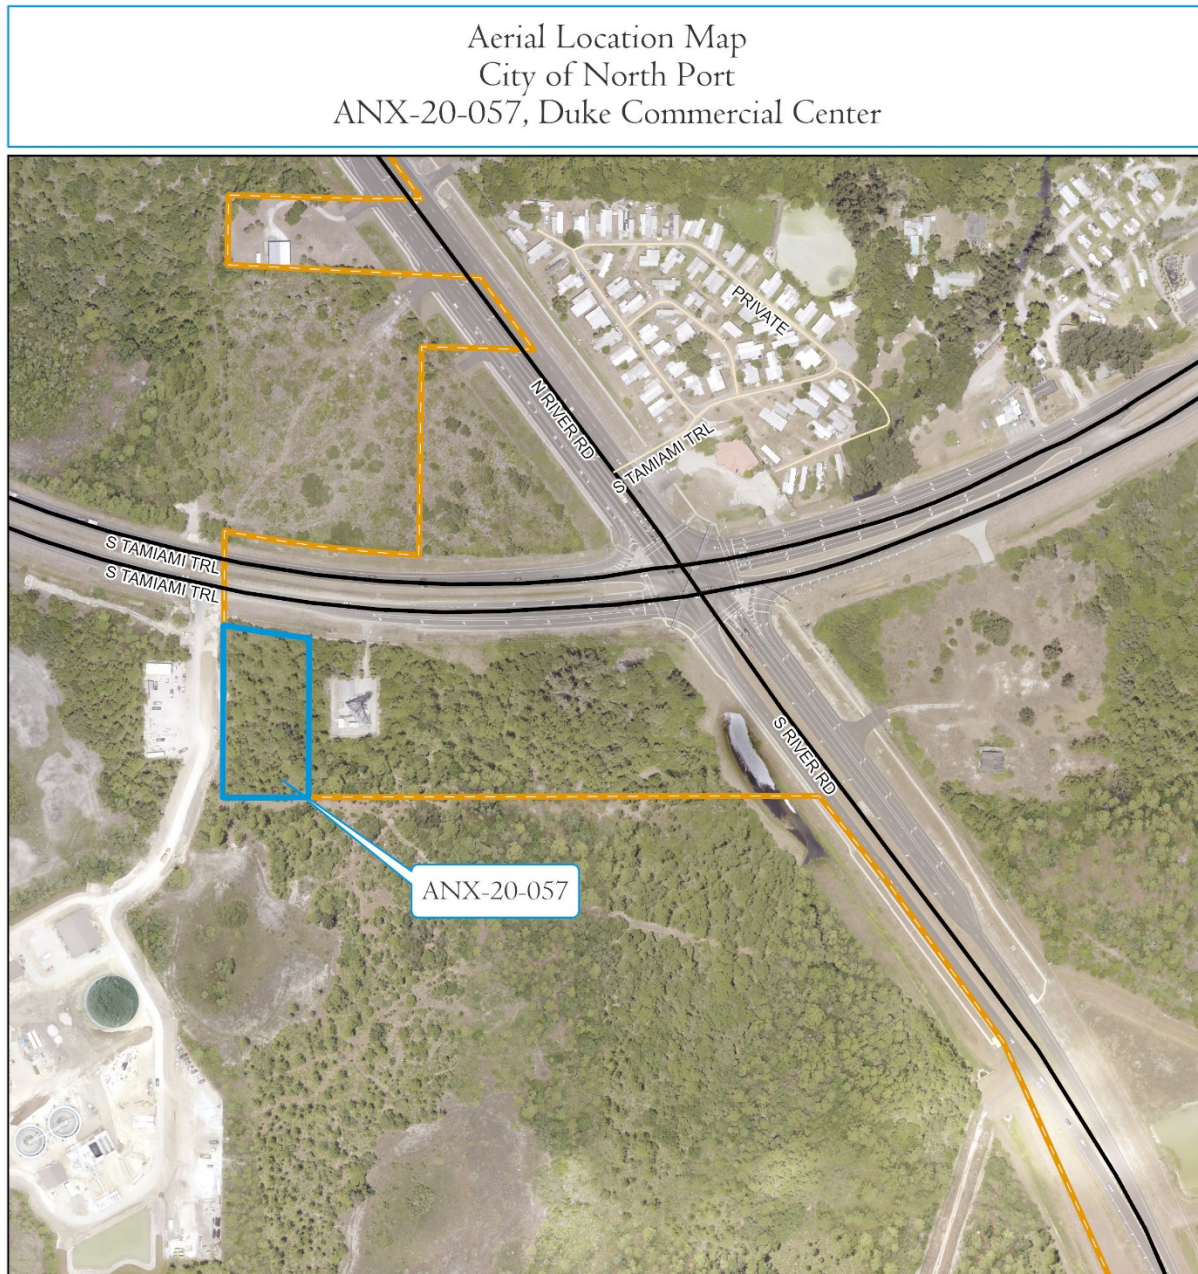 Aerial Location Map
City of North Port
ANX-20-057, Duke Commercial Center
PRIVATE
N RIVER RD
S TAMIAMI TRL
S TAMIAMI TRL
S TAMIAMI TRL
S RIVER RD
ANX-20-057